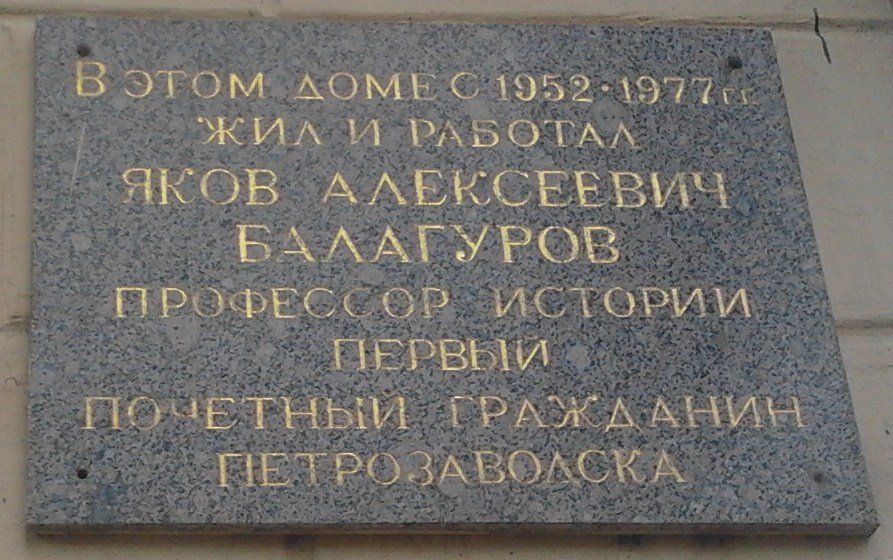 В ЭТОМ ДОМЕ С 1952·1977 гг.
ЖИЛ И РАБОТАЛ
ЯКОВ АЛЕКСЕЕВИЧ
БАЛАГУРОВ
ПРОФЕССОР ИСТОРИИ
ПЕРВЫЙ
ПОЧЕТНЫЙ ГРАЖДАНИН
ПЕТРОЗАВОДСКА